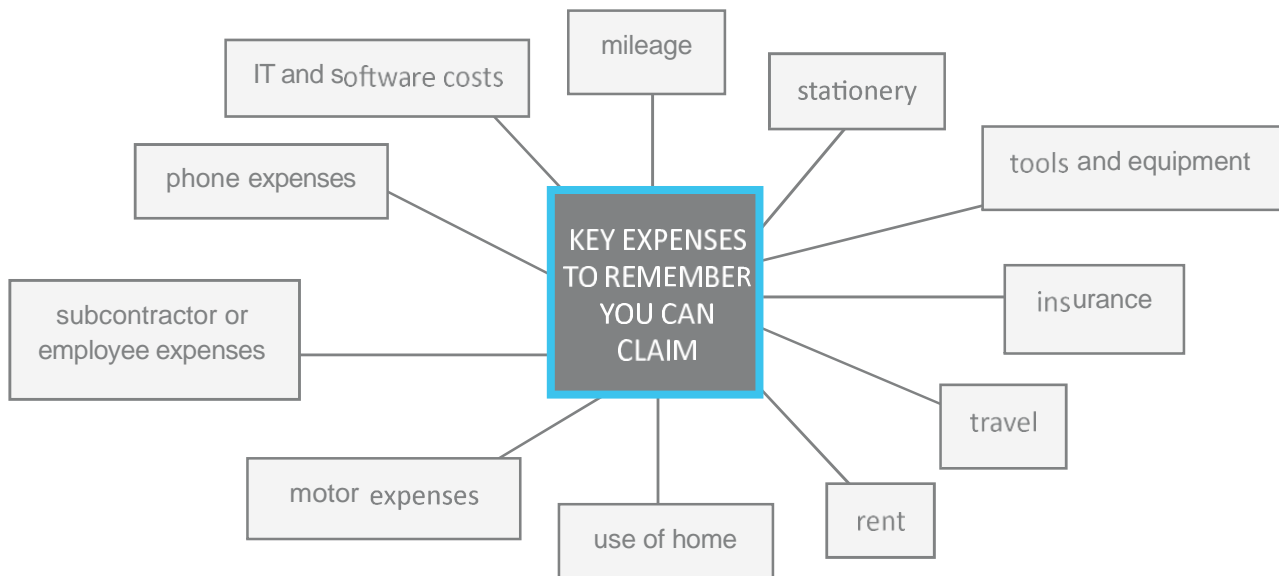 mileage
IT and software costs
stationery
tools and equipment
phone expenses
KEY EXPENSES
TO REMEMBER
YOU CAN
CLAIM
insurance
subcontractor or
employee expenses
travel
motor expenses
rent
use of home